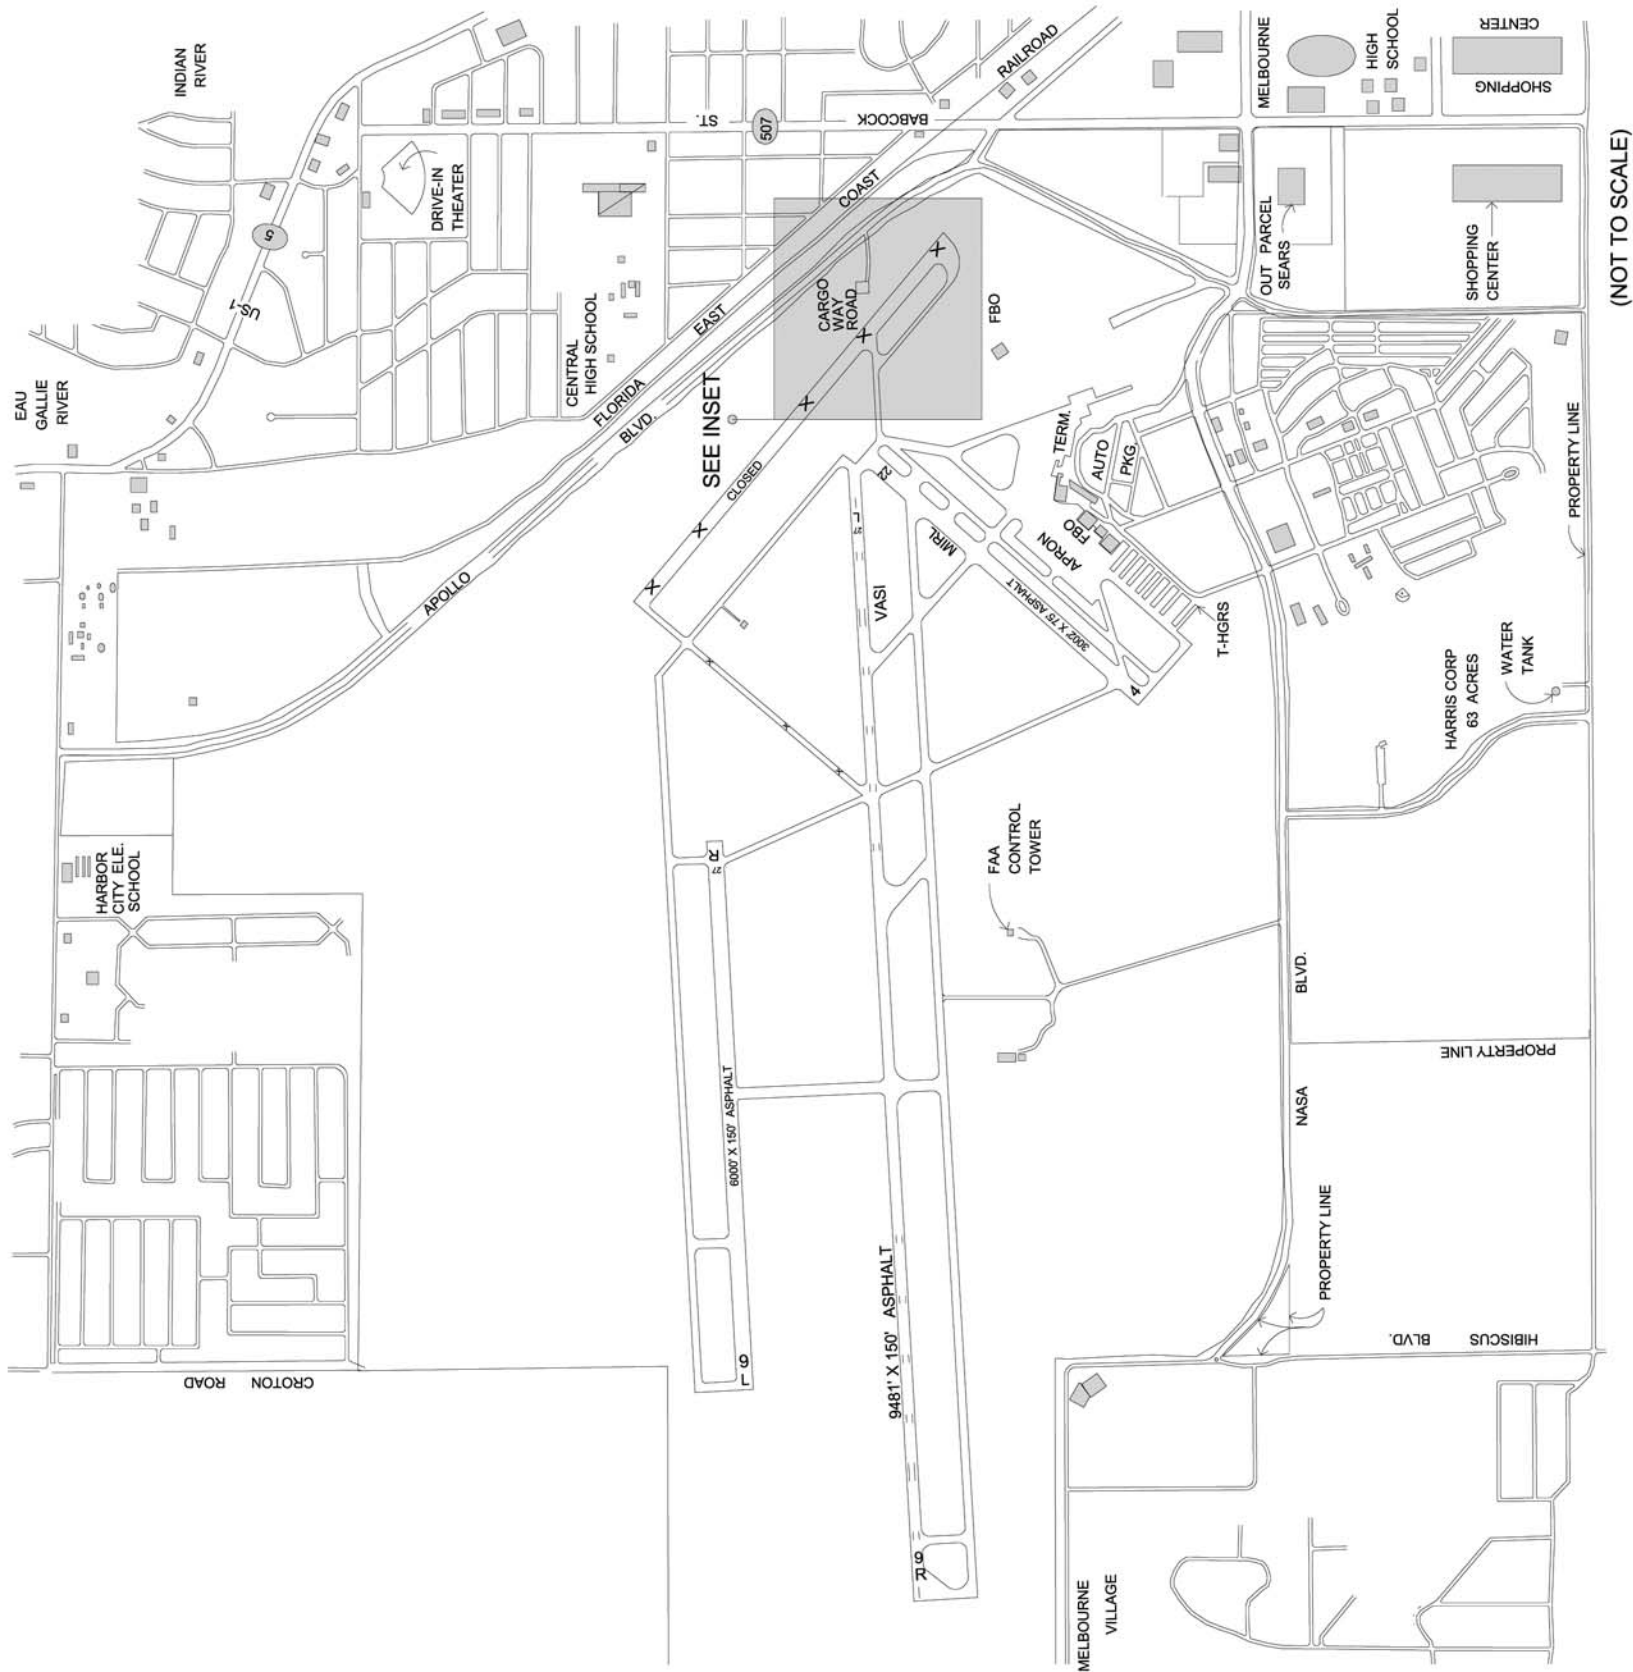 INDIAN
RIVER
EAU
GALLIE
RIVER
US-1
5
DRIVE-IN
THEATER
CENTRAL
HIGH SCHOOL
BABCOCK
ST.
507
FLORIDA
EAST
COAST
RAILROAD
APOLLO
BLVD.
SEE INSET
CARGO
WAY
ROAD
FBO
CLOSED
X
X
X
X
X
MELBOURNE
HIGH
SCHOOL
SHOPPING
CENTER
OUT PARCEL
SEARS
SHOPPING
CENTER
(NOT TO SCALE)
TERM.
AUTO
PKG.
FBO
APRON
MIRL
VASI
22
3002' X 75' ASPHALT
4
T-HGRS
PROPERTY LINE
HARRIS CORP
63 ACRES
WATER
TANK
HARBOR
CITY ELE.
SCHOOL
X
X
X
27
R
27
L
FAA
CONTROL
TOWER
6000' X 150' ASPHALT
9481' X 150' ASPHALT
9
L
9
R
NASA
BLVD.
PROPERTY LINE
PROPERTY LINE
HIBISCUS
BLVD.
CROTON
ROAD
MELBOURNE
VILLAGE